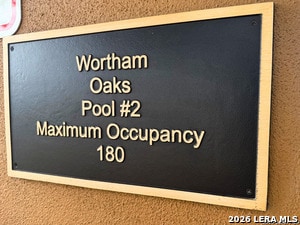 Wortham
Oaks
Pool #2
Maximum Occupancy
180
2026 © LERA MLS